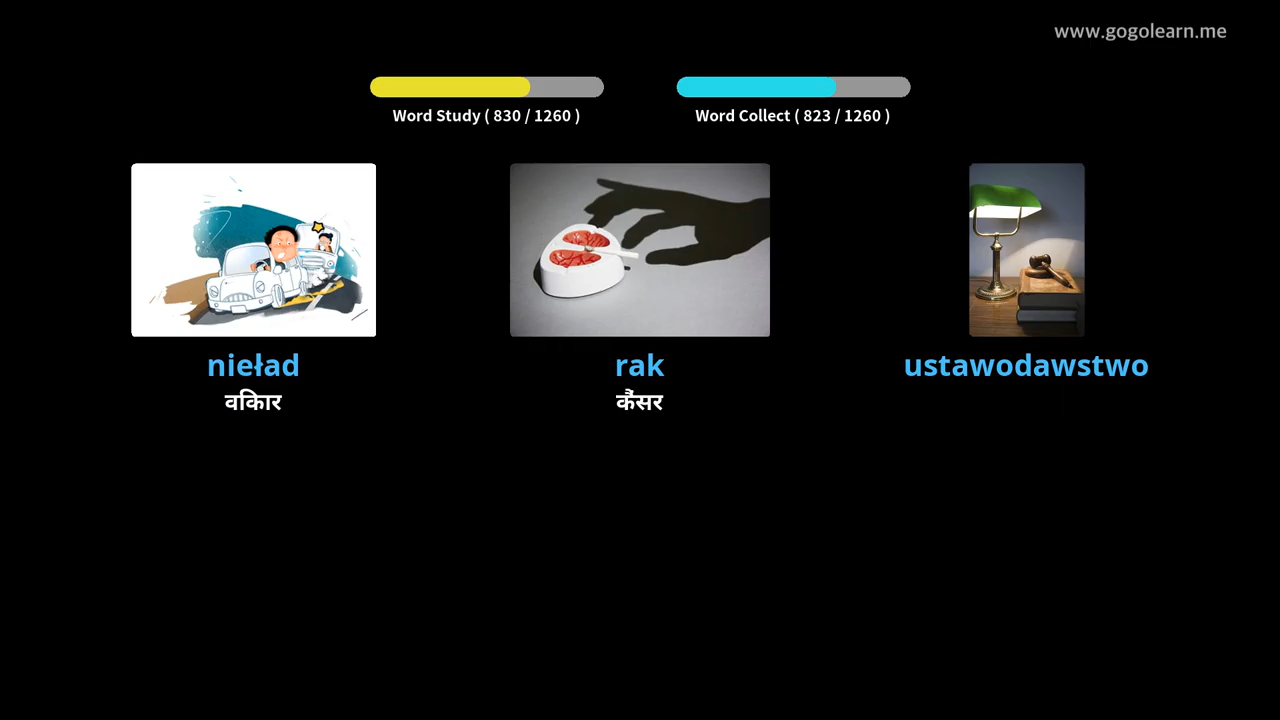 www.gogolearn.me
Word Study ( 830 / 1260 )
Word Collect ( 823 / 1260 )
nieład
rak
ustawodawstwo
विकार
कैंसर